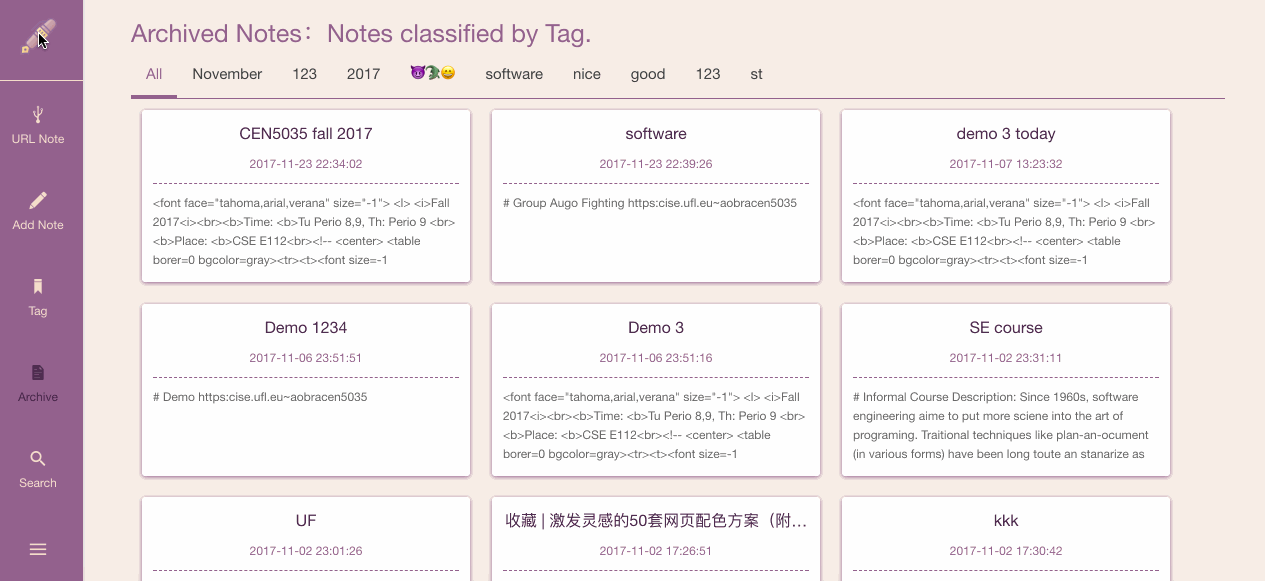 Archived Notes：Notes classified by Tag.
All November 123 2017 😈🐲😄 software nice good 123 st
URL Note
Add Note
Tag
Archive
Search
CEN5035 fall 2017
2017-11-23 22:34:02
<font face="tahoma,arial,verana" size="-1"> <l> <i>Fall
2017<i><br><b>Time: <b>Tu Perio 8,9, Th: Perio 9 <br>
<b>Place: <b>CSE E112<br><!-- <center> <table
borer=0 bgcolor=gray><tr><t><font size=-1
software
2017-11-23 22:39:26
# Group Augo Fighting https:cise.ufl.eu~aobracen5035
demo 3 today
2017-11-07 13:23:32
<font face="tahoma,arial,verana" size="-1"> <l> <i>Fall
2017<i><br><b>Time: <b>Tu Perio 8,9, Th: Perio 9 <br>
<b>Place: <b>CSE E112<br><!-- <center> <table
borer=0 bgcolor=gray><tr><t><font size=-1
Demo 1234
2017-11-06 23:51:51
# Demo https:cise.ufl.eu~aobracen5035
Demo 3
2017-11-06 23:51:16
<font face="tahoma,arial,verana" size="-1"> <l> <i>Fall
2017<i><br><b>Time: <b>Tu Perio 8,9, Th: Perio 9 <br>
<b>Place: <b>CSE E112<br><!-- <center> <table
borer=0 bgcolor=gray><tr><t><font size=-1
SE course
2017-11-02 23:31:11
# Informal Course Description: Since 1960s, software
engineering aime to put more sciene into the art of
programing. Traitional techniques like plan-an-ocument
(in various forms) have been long toute an stanarize as
UF
2017-11-02 23:01:26
收藏 | 激发灵感的50套网页配色方案（附...
2017-11-02 17:26:51
kkk
2017-11-02 17:30:42